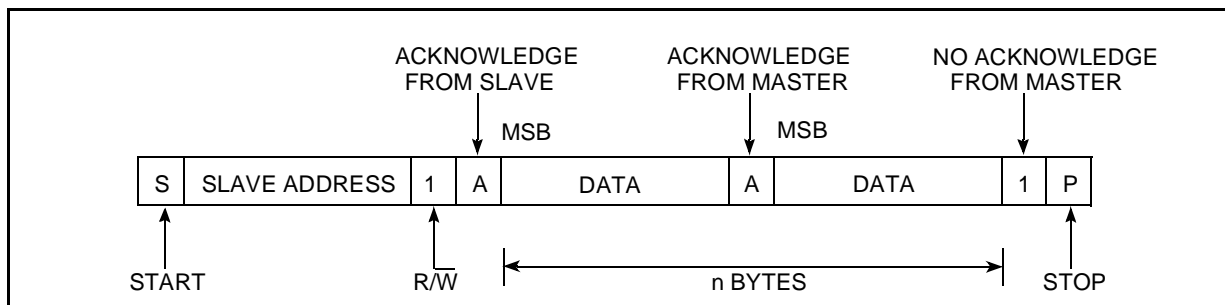 ACKNOWLEDGE
FROM SLAVE
ACKNOWLEDGE
FROM MASTER
NO ACKNOWLEDGE
FROM MASTER
MSB
MSB
S SLAVE ADDRESS 1 A DATA A DATA 1 P
START
R/W̅
n BYTES
STOP